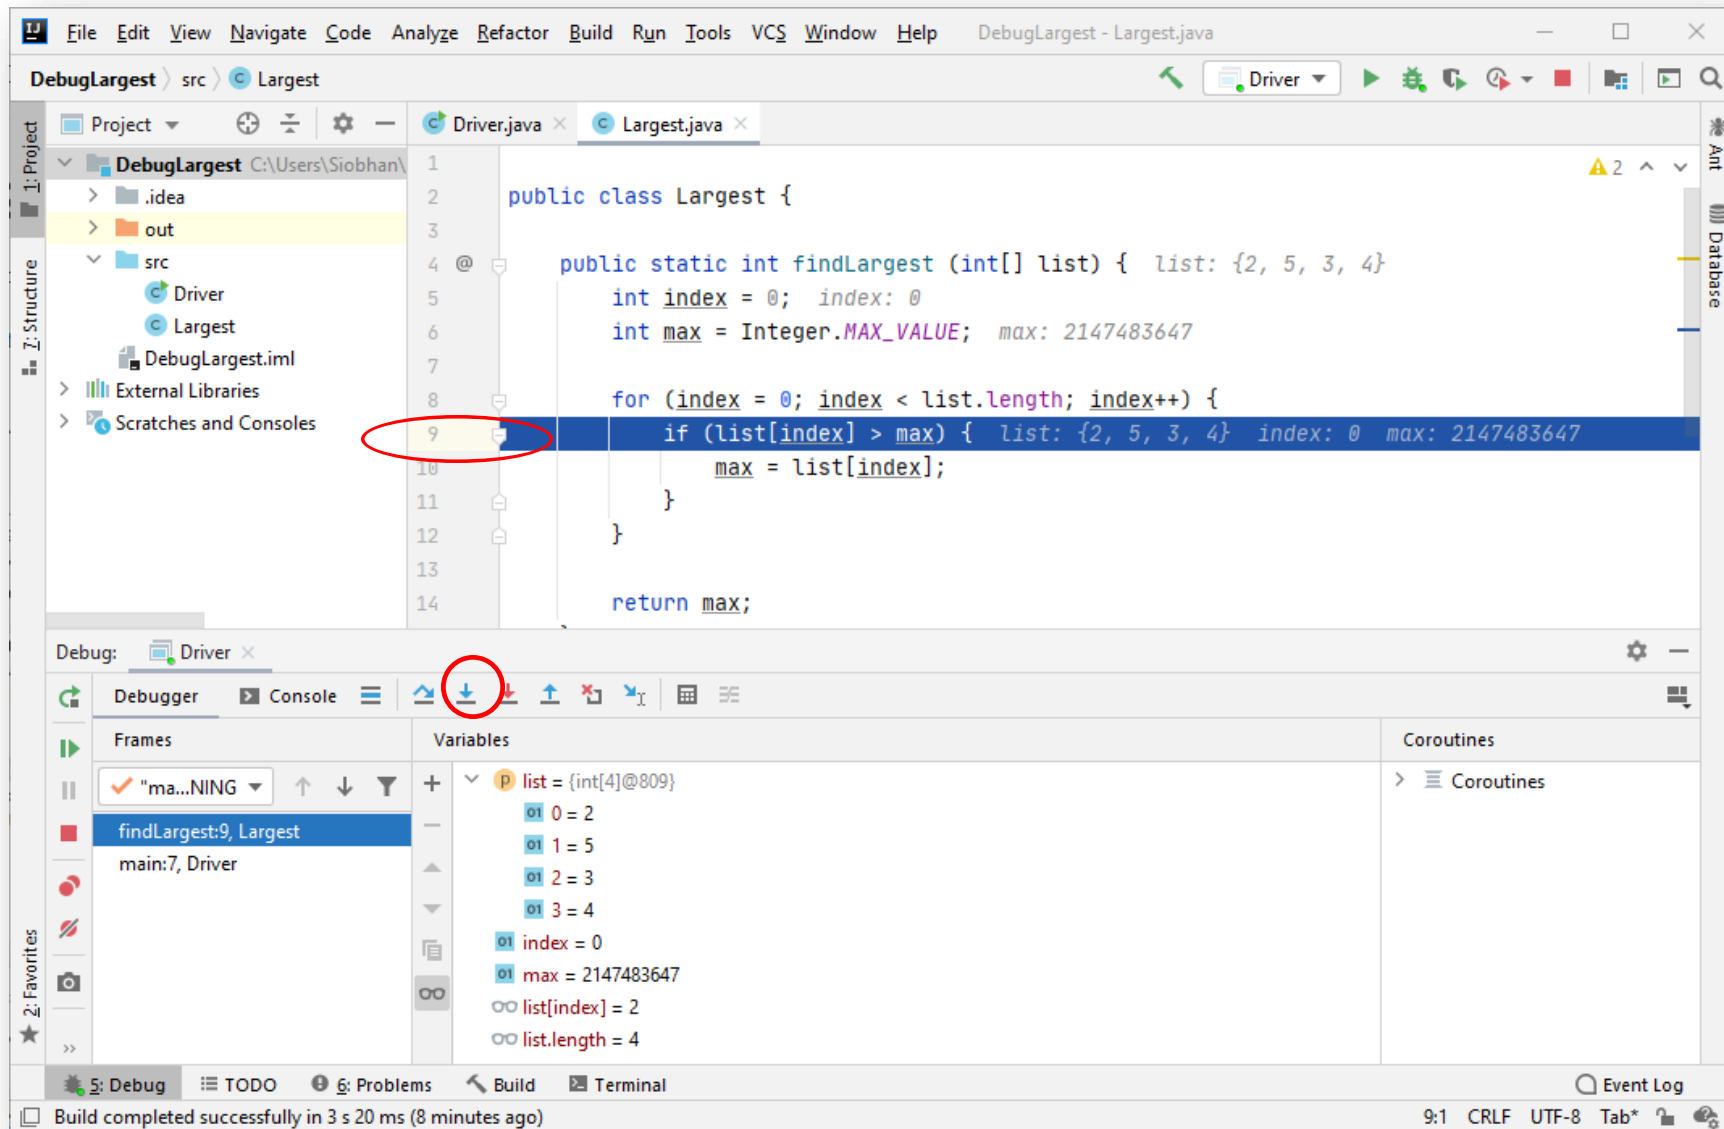 IJ File Edit View Navigate Code Analyze Refactor Build Run Tools VCS Window Help DebugLargest - Largest.java
DebugLargest src C Largest Driver
1: Project
7: Structure
2: Favorites
Project
DebugLargest C:\Users\Siobhan\
.idea
out
src
C Driver
C Largest
DebugLargest.iml
External Libraries
Scratches and Consoles
C Driver.java C Largest.java
2
1
2 public class Largest {
3
4 @ public static int findLargest (int[] list) { list: {2, 5, 3, 4}
5 int index = 0; index: 0
6 int max = Integer.MAX_VALUE; max: 2147483647
7
8 for (index = 0; index < list.length; index++) {
9 if (list[index] > max) { list: {2, 5, 3, 4} index: 0 max: 2147483647
10 max = list[index];
11 }
12 }
13
14 return max;
Ant
Database
Debug: Driver
Debugger Console
Frames
"ma...NING
findLargest:9, Largest
main:7, Driver
Variables
P list = {int[4]@809}
01 0 = 2
01 1 = 5
01 2 = 3
01 3 = 4
01 index = 0
01 max = 2147483647
list[index] = 2
list.length = 4
Coroutines
Coroutines
5: Debug TODO 6: Problems Build Terminal Event Log
Build completed successfully in 3 s 20 ms (8 minutes ago) 9:1 CRLF UTF-8 Tab*